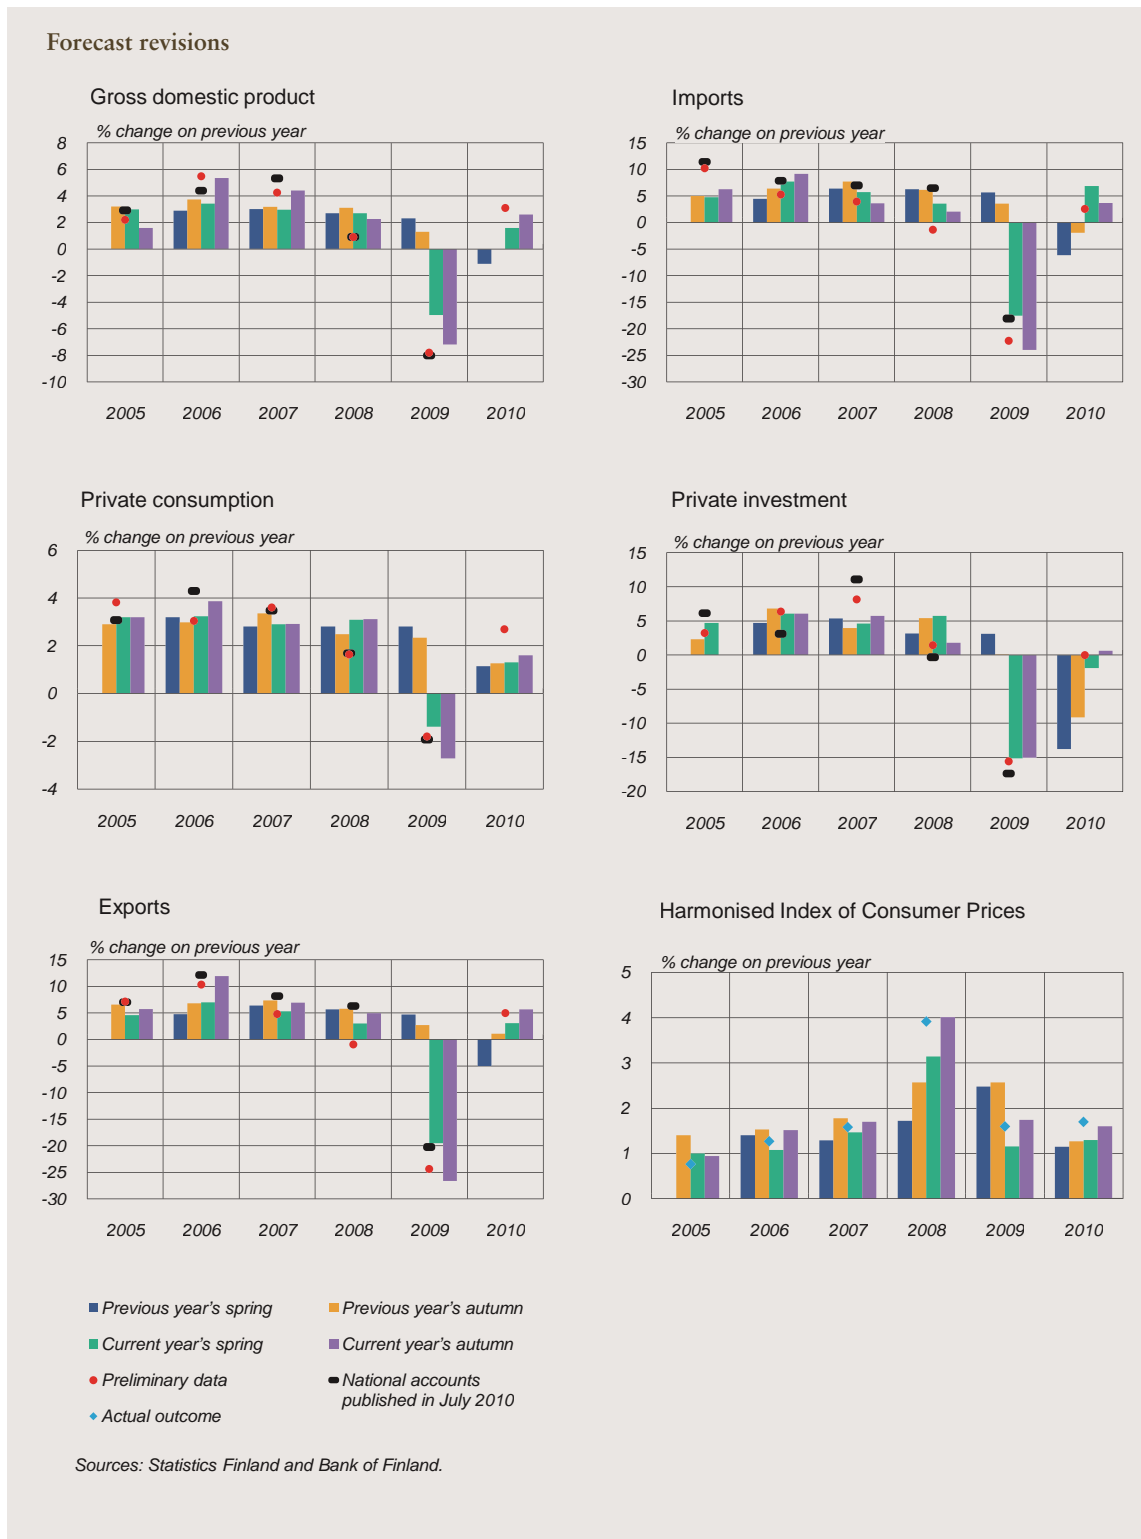 Forecast revisions
Gross domestic product
% change on previous year
8
6
4
2
0
-2
-4
-6
-8
-10
2005 2006 2007 2008 2009 2010
Imports
% change on previous year
15
10
5
0
-5
-10
-15
-20
-25
-30
2005 2006 2007 2008 2009 2010
Private consumption
% change on previous year
6
4
2
0
-2
-4
2005 2006 2007 2008 2009 2010
Private investment
% change on previous year
15
10
5
0
-5
-10
-15
-20
2005 2006 2007 2008 2009 2010
Exports
% change on previous year
15
10
5
0
-5
-10
-15
-20
-25
-30
2005 2006 2007 2008 2009 2010
Harmonised Index of Consumer Prices
% change on previous year
5
4
3
2
1
0
2005 2006 2007 2008 2009 2010
Previous year's spring
Previous year's autumn
Current year's spring
Current year's autumn
Preliminary data
National accounts
published in July 2010
Actual outcome
Sources: Statistics Finland and Bank of Finland.